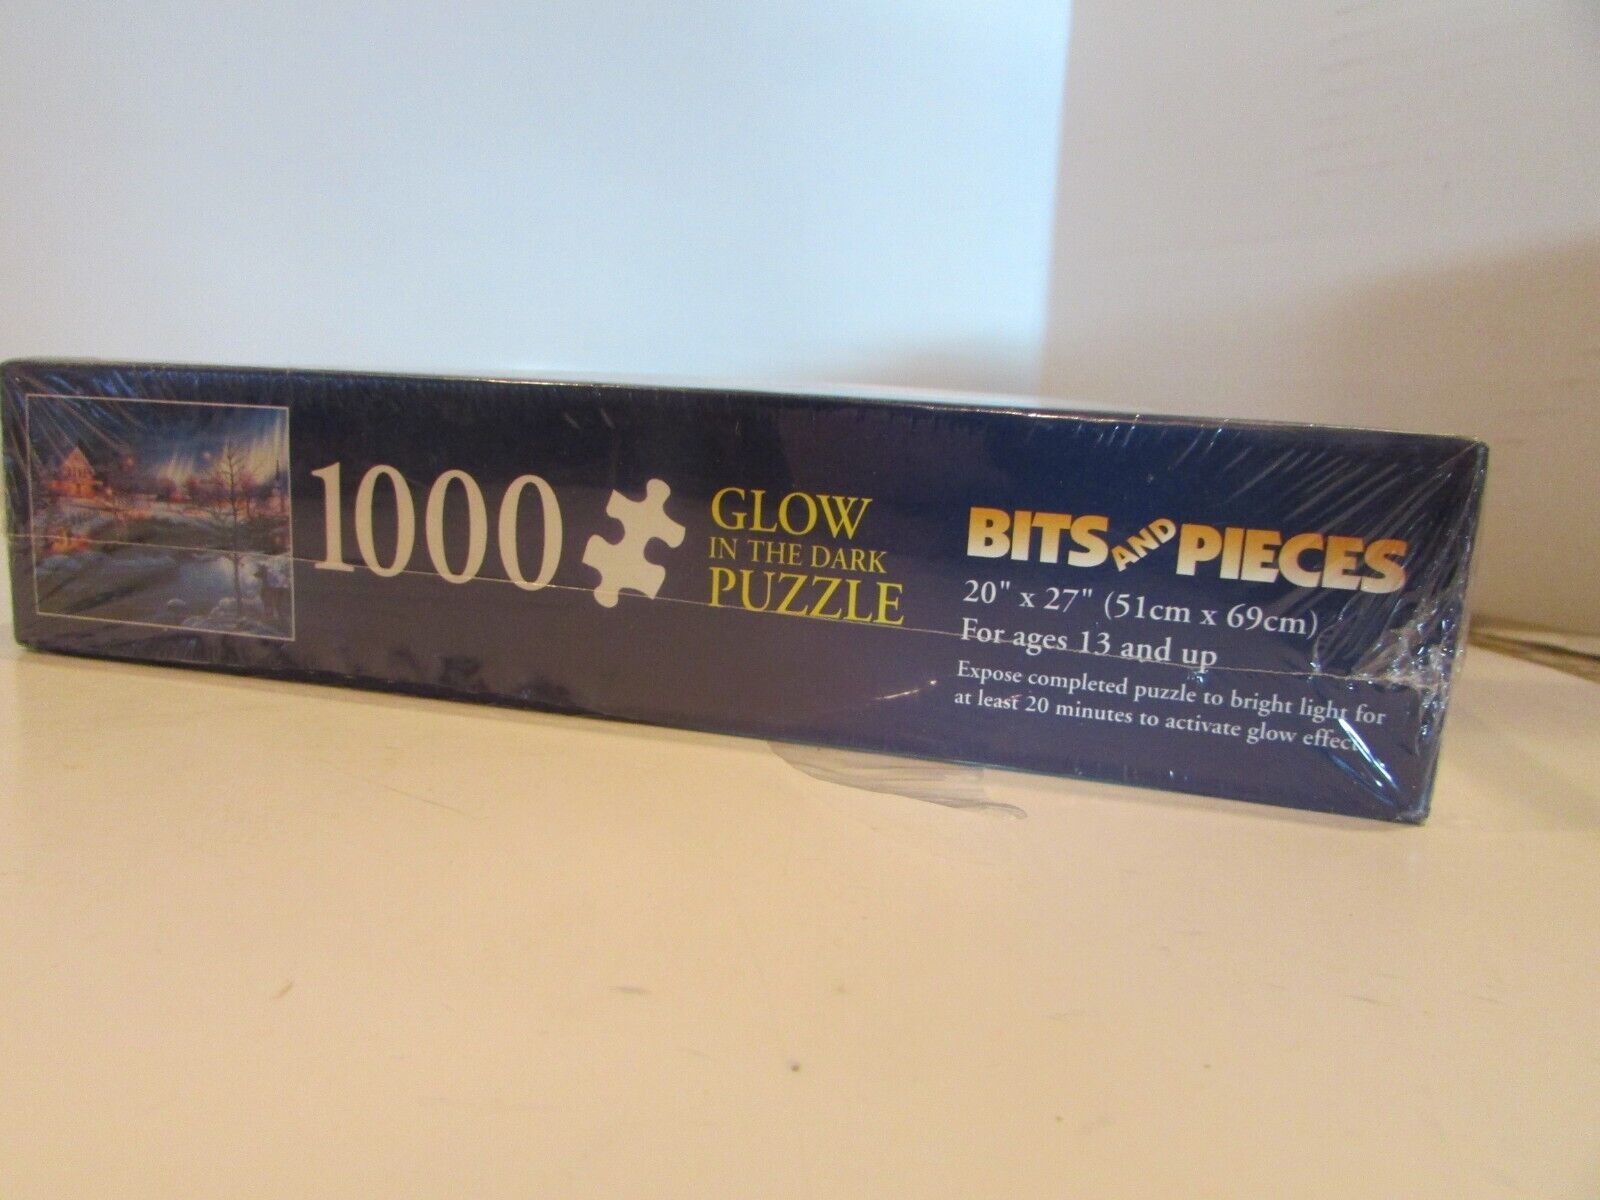 1000
GLOW
IN THE DARK
PUZZLE
BITS AND PIECES
20" x 27" (51cm x 69cm)
For ages 13 and up
Expose completed puzzle to bright light for
at least 20 minutes to activate glow effect.